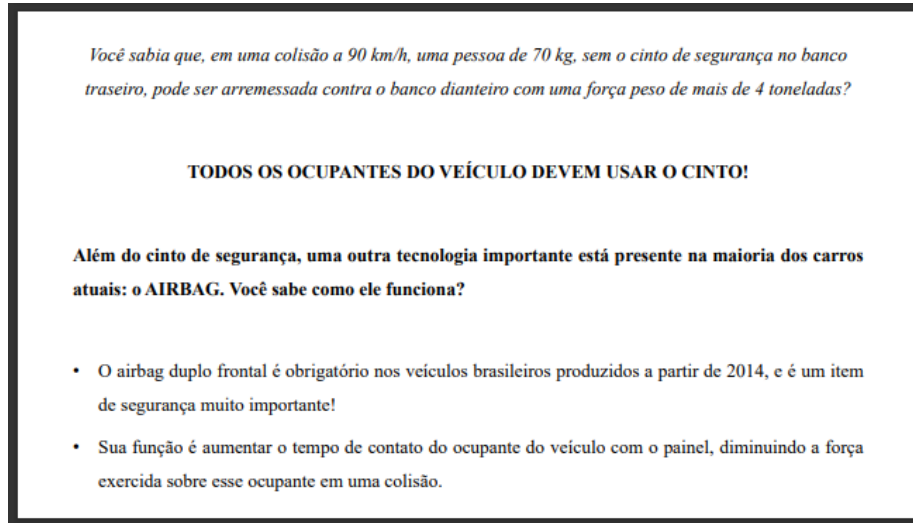 Você sabia que, em uma colisão a 90 km/h, uma pessoa de 70 kg, sem o cinto de segurança no banco
traseiro, pode ser arremessada contra o banco dianteiro com uma força peso de mais de 4 toneladas?
TODOS OS OCUPANTES DO VEÍCULO DEVEM USAR O CINTO!
Além do cinto de segurança, uma outra tecnologia importante está presente na maioria dos carros
atuais: o AIRBAG. Você sabe como ele funciona?
• O airbag duplo frontal é obrigatório nos veículos brasileiros produzidos a partir de 2014, e é um item
de segurança muito importante!
• Sua função é aumentar o tempo de contato do ocupante do veículo com o painel, diminuindo a força
exercida sobre esse ocupante em uma colisão.